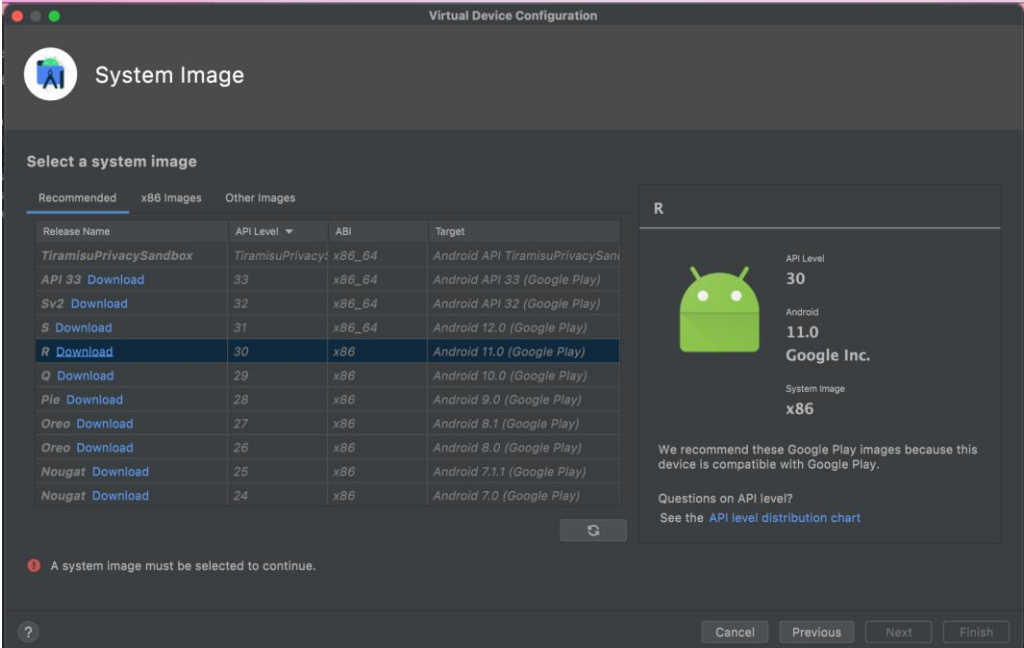 Virtual Device Configuration
System Image
Select a system image
Recommended x86 Images Other Images
Release Name API Level ABI Target
TiramisuPrivacySandbox TiramisuPrivacyS x86_64 Android API TiramisuPrivacySand
API 33 Download 33 x86_64 Android API 33 (Google Play)
Sv2 Download 32 x86_64 Android API 32 (Google Play)
S Download 31 x86_64 Android 12.0 (Google Play)
R Download 30 x86 Android 11.0 (Google Play)
Q Download 29 x86 Android 10.0 (Google Play)
Pie Download 28 x86 Android 9.0 (Google Play)
Oreo Download 27 x86 Android 8.1 (Google Play)
Oreo Download 26 x86 Android 8.0 (Google Play)
Nougat Download 25 x86 Android 7.1.1 (Google Play)
Nougat Download 24 x86 Android 7.0 (Google Play)
R
API Level
30
Android
11.0
Google Inc.
System Image
x86
We recommend these Google Play images because this
device is compatible with Google Play.
Questions on API level?
See the API level distribution chart
A system image must be selected to continue.
? Cancel Previous Next Finish